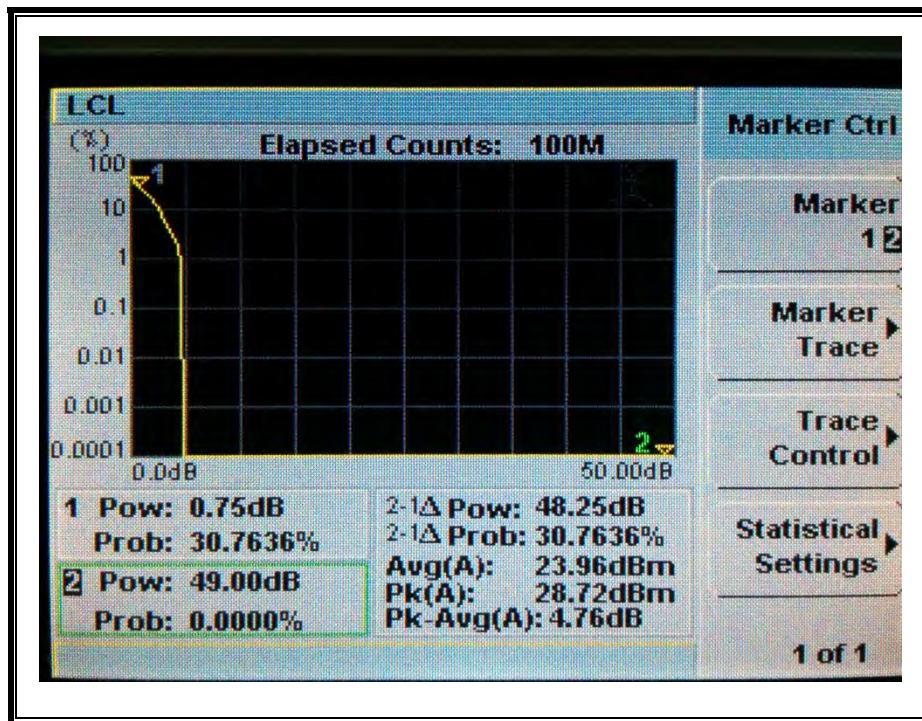 LCL
(%)
Elapsed Counts: 100M
100
10
1
0.1
0.01
0.001
0.0001
1
2
0.0dB
50.00dB
1 Pow: 0.75dB
Prob: 30.7636%
2 Pow: 49.00dB
Prob: 0.0000%
2-1Δ Pow: 48.25dB
2-1Δ Prob: 30.7636%
Avg(A): 23.96dBm
Pk(A): 28.72dBm
Pk-Avg(A): 4.76dB
Marker Ctrl
Marker
1 2
Marker
Trace
Trace
Control
Statistical
Settings
1 of 1